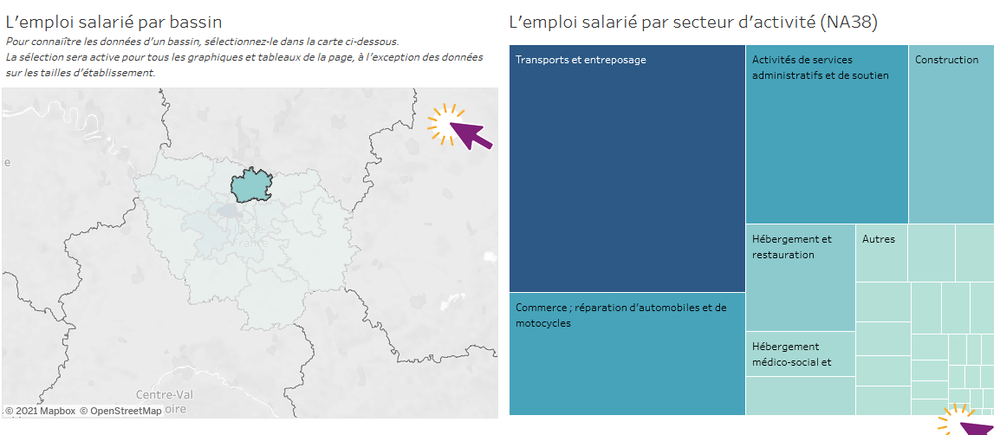 L'emploi salarié par bassin
Pour connaiître les données d'un bassin, sélectionnez-le dans la carte ci-dessous.
La sélection sera active pour tous les graphiques et tableaux de la page, à l'exception des données
sur les tailles d'établissement.
e
Centre-Val
oire
© 2021 Mapbox © OpenStreetMap
L'emploi salarié par secteur d'activité (NA38)
Transports et entreposage
Activités de services
administratifs et de soutien
Construction
Hébergement et
restauration
Autres
Commerce ; réparation d'automobiles et de
motocycles
Hébergement
médico-social et